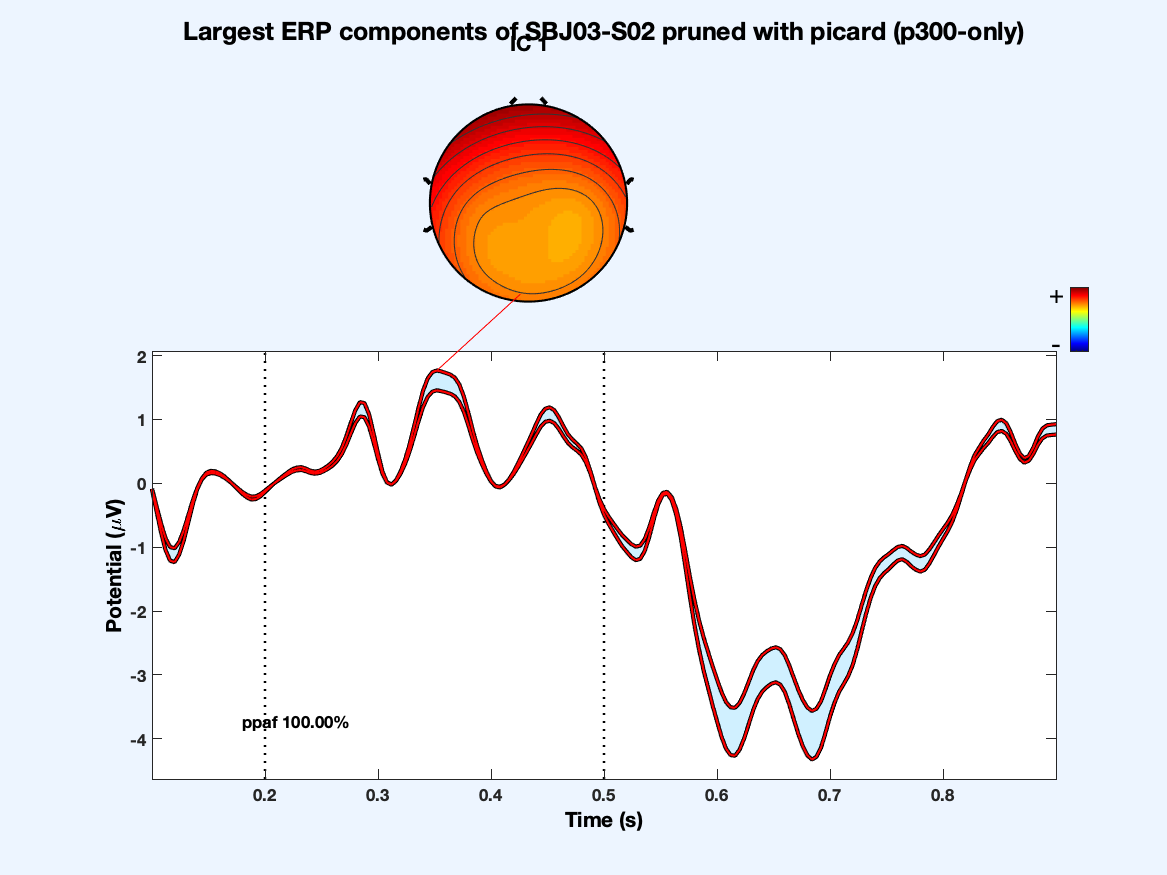 Largest ERP components of SBJ03-S02 pruned with picard (p300-only)
IC 1
+
-
2
1
0
-1
-2
-3
-4
Potential (μV)
ppaf 100.00%
0.2 0.3 0.4 0.5 0.6 0.7 0.8
Time (s)